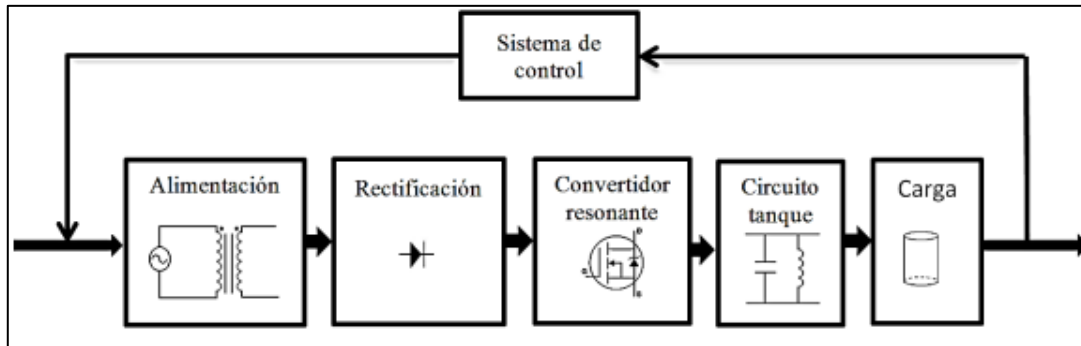 Sistema de
control
Alimentación
Rectificación
Convertidor
resonante
Circuito
tanque
Carga